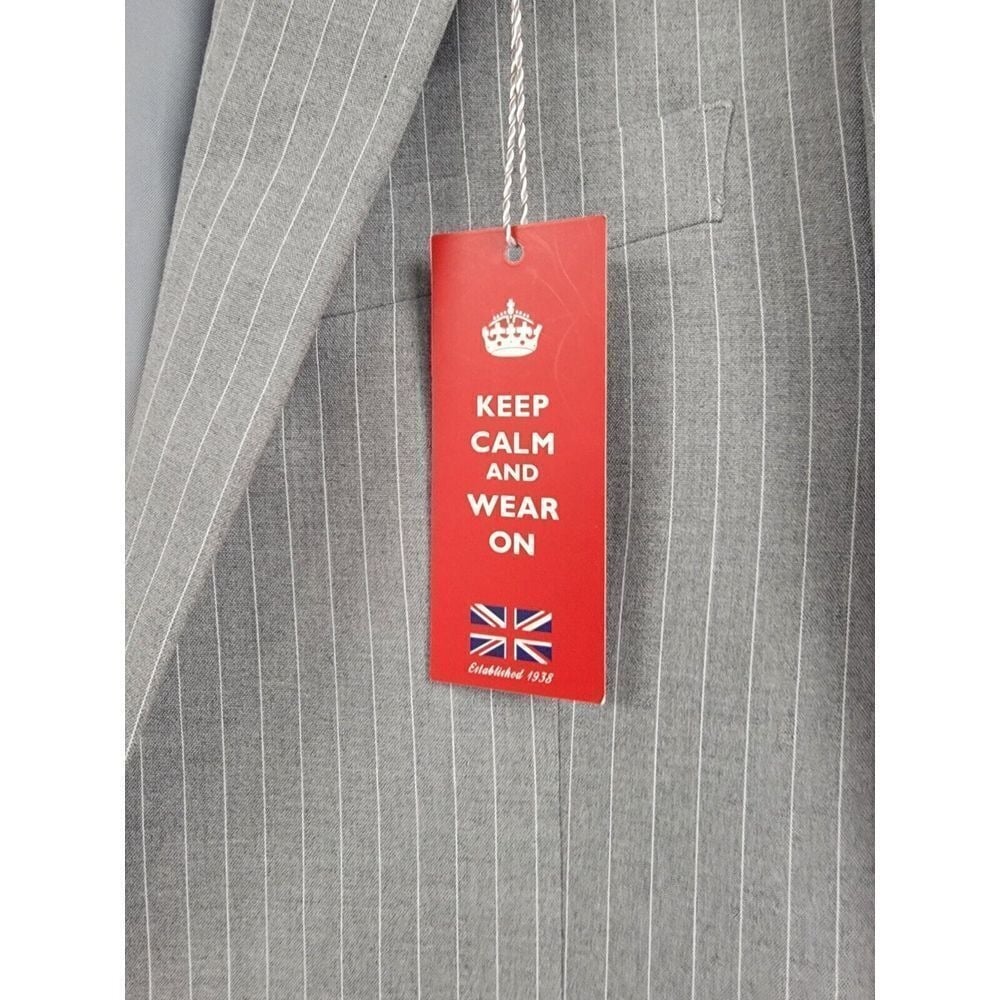 KEEP
CALM
AND
WEAR
ON
Established 1938